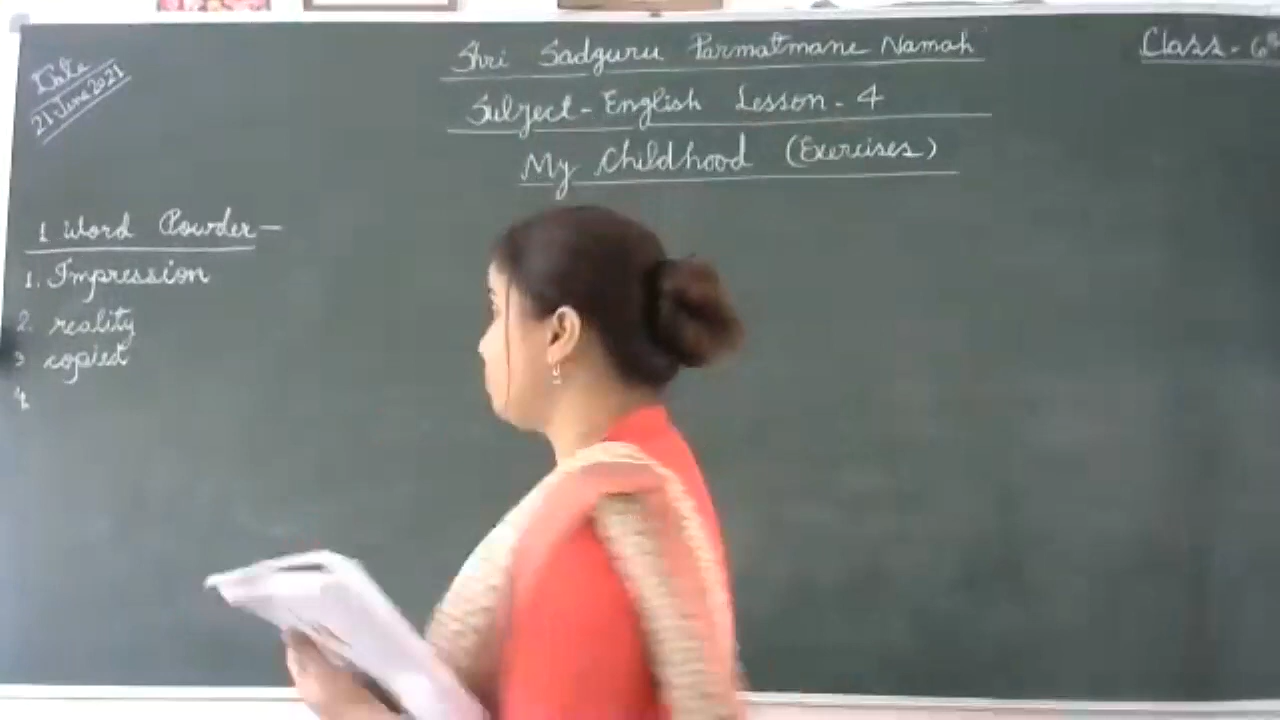 Shri Sadguru Parmatmane Namah
Class - 6th
Date
21 June 2021
Subject - English Lesson - 4
My Childhood (Exercises)
1 Word Powder -
1. Impression
2. reality
3 copied
4